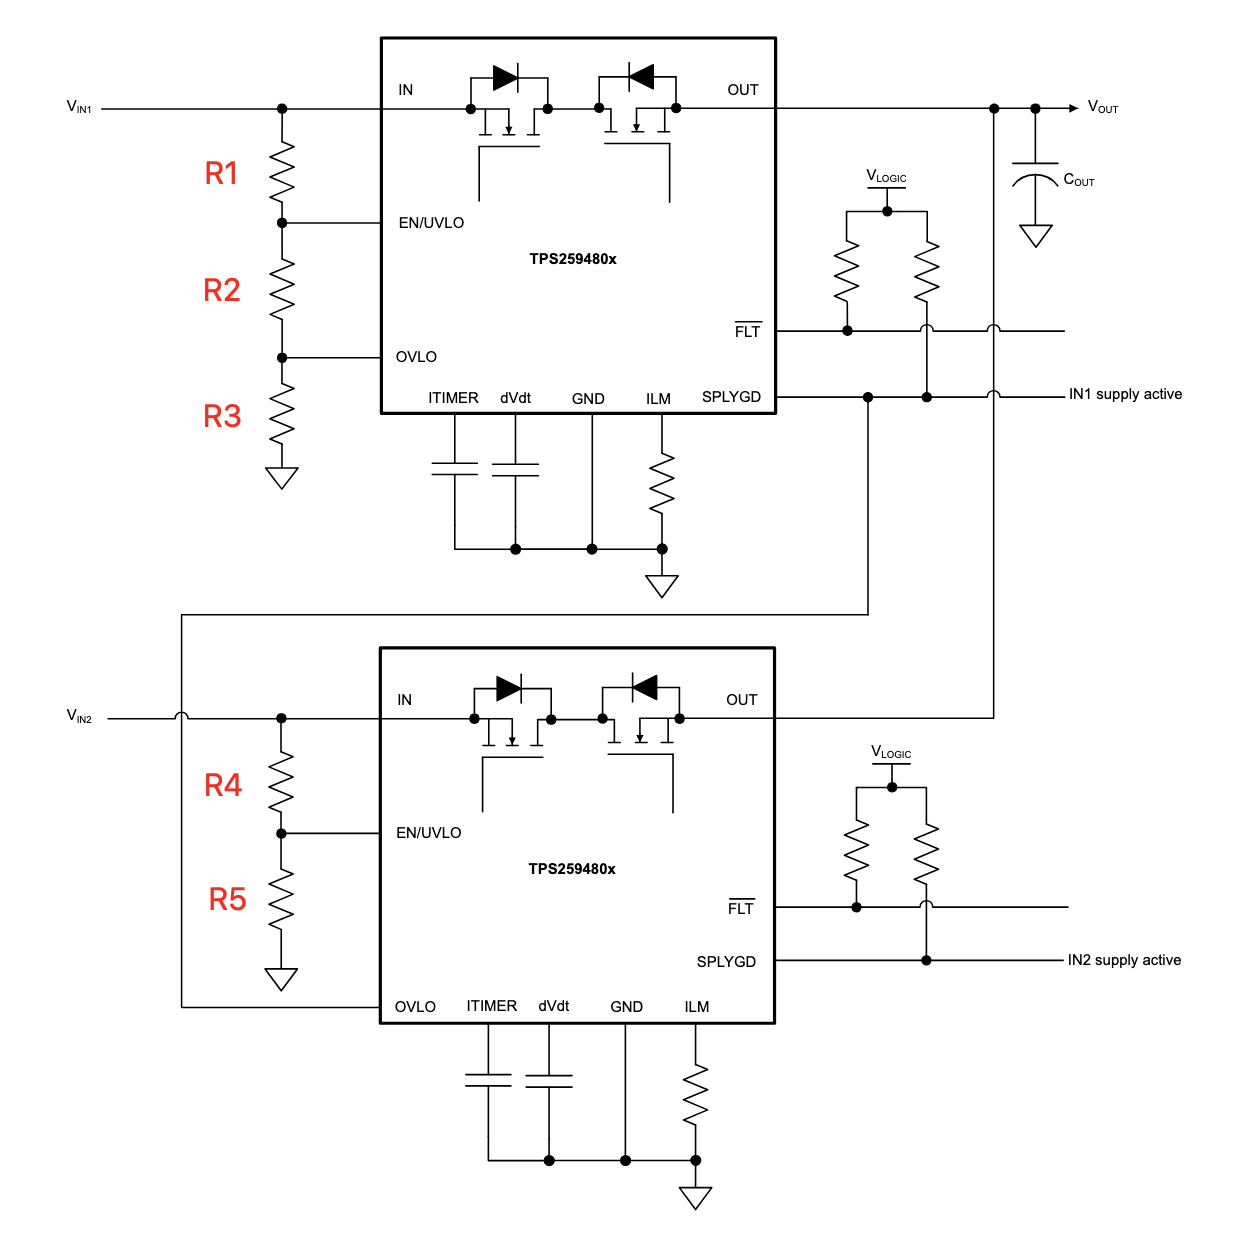 IN
OUT
VIN1
VOUT
R1
VLOGIC
COUT
EN/UVLO
TPS259480x
R2
FLT
OVLO
ITIMER dVdt GND ILM SPLYGD
IN1 supply active
R3
IN
OUT
VIN2
VLOGIC
R4
EN/UVLO
TPS259480x
R5
FLT
SPLYGD
IN2 supply active
OVLO ITIMER dVdt GND ILM